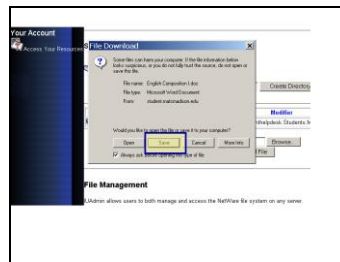 Your Account
Access Your Resources
File Download
Some files can harm your computer. If the file information below
looks suspicious, or you do not fully trust the source, do not open or
save this file.
File name: English Composition I.doc
File type: Microsoft Word Document
From:
Create Directory
Modifier
Would you like to open the file or save it to your computer?
Open Save Cancel More Info
Browse...
Always ask before opening this type of file
File
File Management
allows users to both manage and access the NetWare file system on any server.